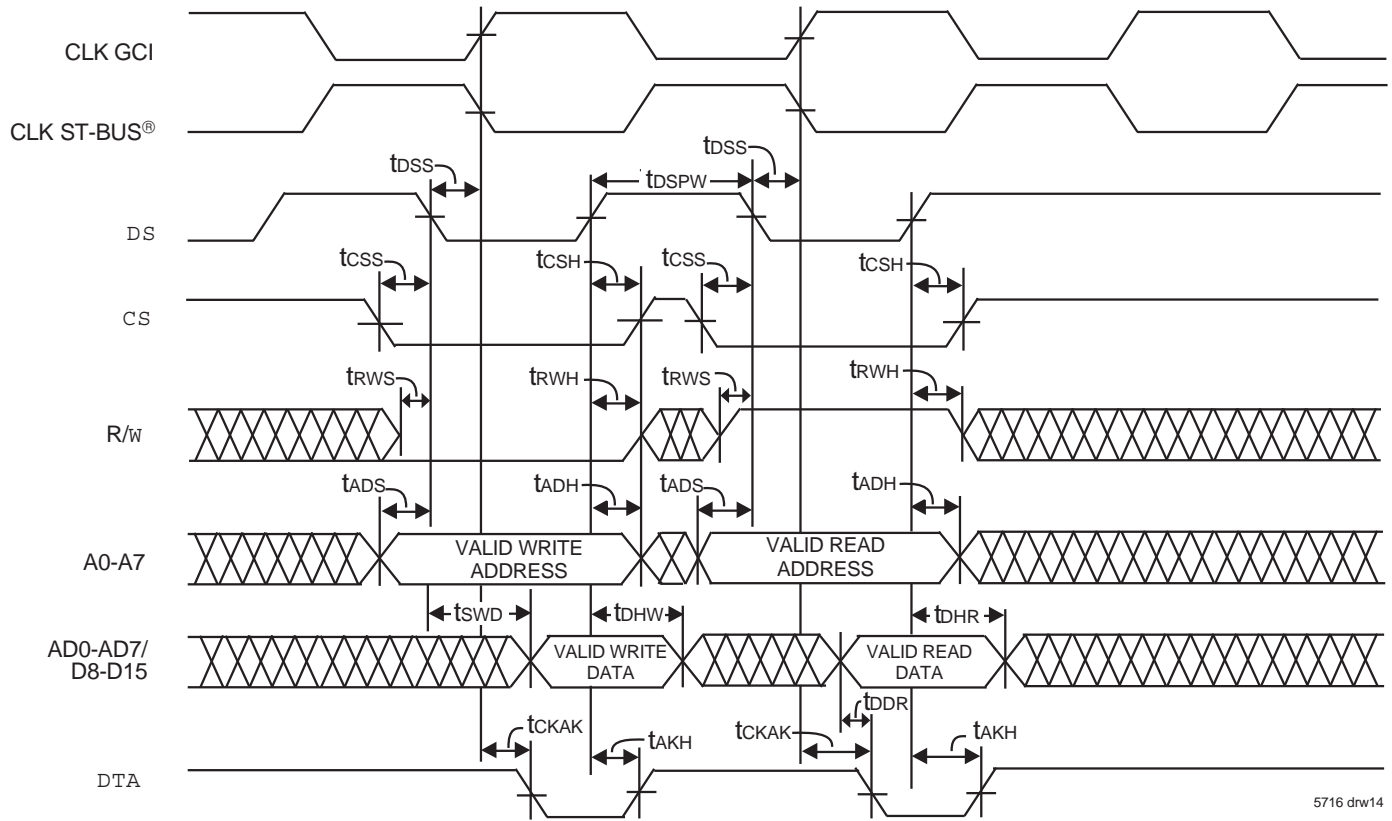 CLK GCI
CLK ST-BUS®
tDSS
tDSPW
tDSS
DS
tCSS
tCSH
tCSS
tCSH
CS
tRWS
tRWH
tRWS
tRWH
R/W
tADS
tADH
tADS
tADH
A0-A7
VALID WRITE
ADDRESS
VALID READ
ADDRESS
tSWD
tDHW
tDHR
AD0-AD7/
D8-D15
VALID WRITE
DATA
VALID READ
DATA
tDDR
tCKAK
tAKH
tCKAK
tAKH
DTA
5716 drw14